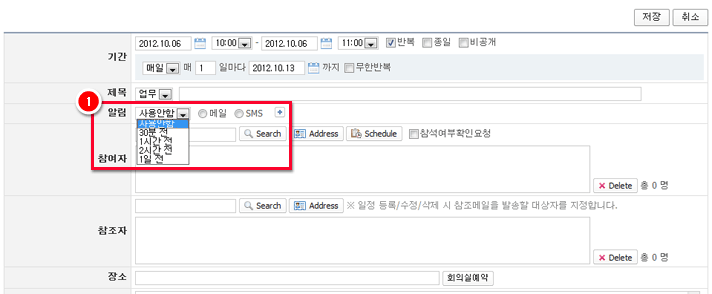 저장 취소
기간 2012.10.06 10:00 - 2012.10.06 11:00 반복 종일 비공개
매일 매 1 일마다 2012.10.13 까지 무한반복
제목 업무
1
알림 사용안함 메일 SMS +
사용안함
30분 전
1시간 전
2시간 전
1일 전
Search Address Schedule 참석여부확인요청
참여자
Delete 총 0 명
Search Address ※ 일정 등록/수정/삭제 시 참조메일을 발송할 대상자를 지정합니다.
참조자
Delete 총 0 명
장소 회의실예약